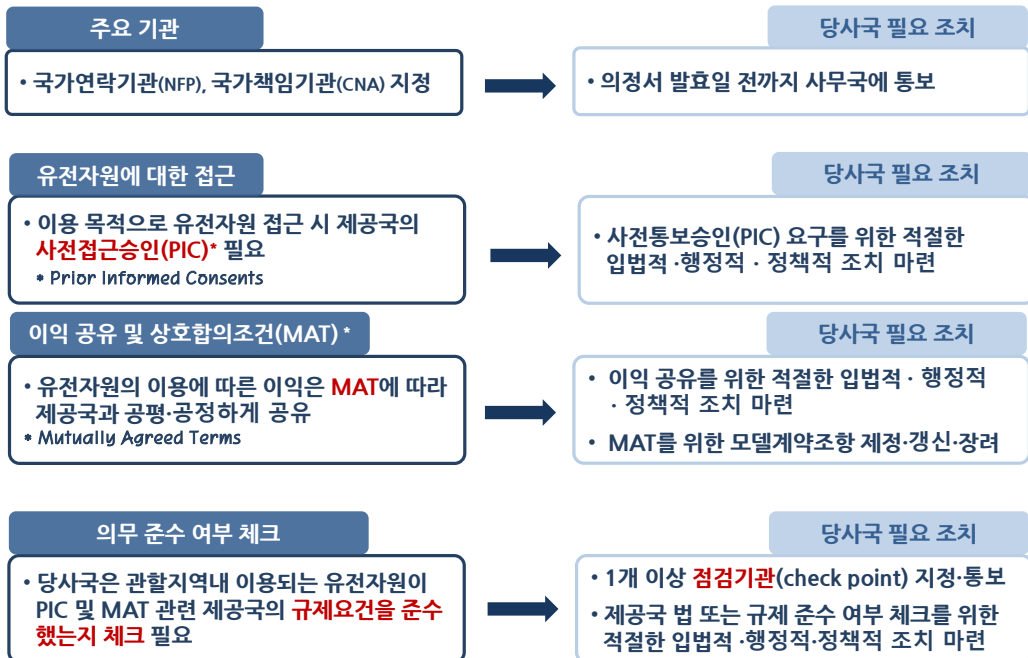 주요 기관
당사국 필요 조치
• 국가연락기관(NFP), 국가책임기관(CNA) 지정
• 의정서 발효일 전까지 사무국에 통보
유전자원에 대한 접근
당사국 필요 조치
• 이용 목적으로 유전자원 접근 시 제공국의
사전접근승인(PIC)* 필요
* Prior Informed Consents
• 사전통보승인(PIC) 요구를 위한 적절한
입법적 ·행정적 · 정책적 조치 마련
이익 공유 및 상호합의조건(MAT) *
당사국 필요 조치
• 유전자원의 이용에 따른 이익은 MAT에 따라
제공국과 공평·공정하게 공유
* Mutually Agreed Terms
• 이익 공유를 위한 적절한 입법적 · 행정적
· 정책적 조치 마련
• MAT를 위한 모델계약조항 제정·갱신·장려
의무 준수 여부 체크
당사국 필요 조치
• 당사국은 관할지역내 이용되는 유전자원이
PIC 및 MAT 관련 제공국의 규제요건을 준수
했는지 체크 필요
• 1개 이상 점검기관(check point) 지정·통보
• 제공국 법 또는 규제 준수 여부 체크를 위한
적절한 입법적 ·행정적·정책적 조치 마련